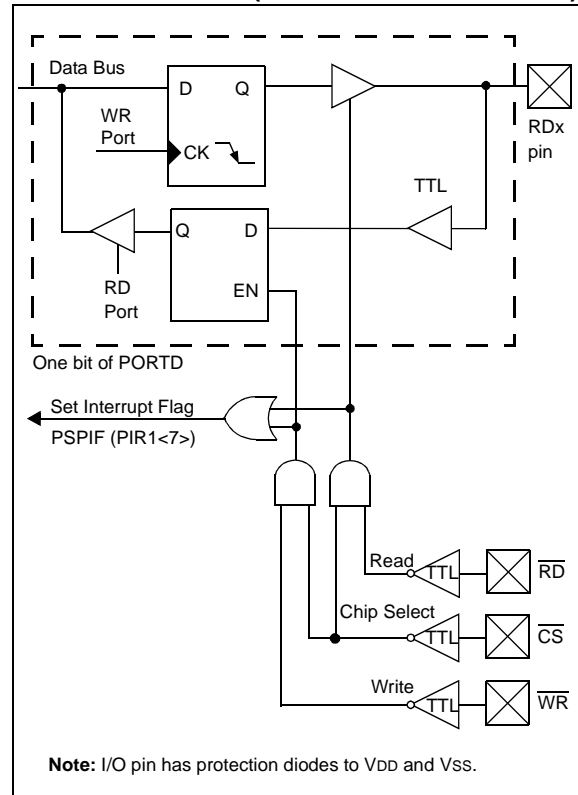 Data Bus
D Q
WR
Port
CK
RDx
pin
TTL
Q D
RD
Port
EN
One bit of PORTD
Set Interrupt Flag
PSPIF (PIR1<7>)
Read
TTL
RD
Chip Select
TTL
CS
Write
TTL
WR
Note: I/O pin has protection diodes to VDD and VSS.